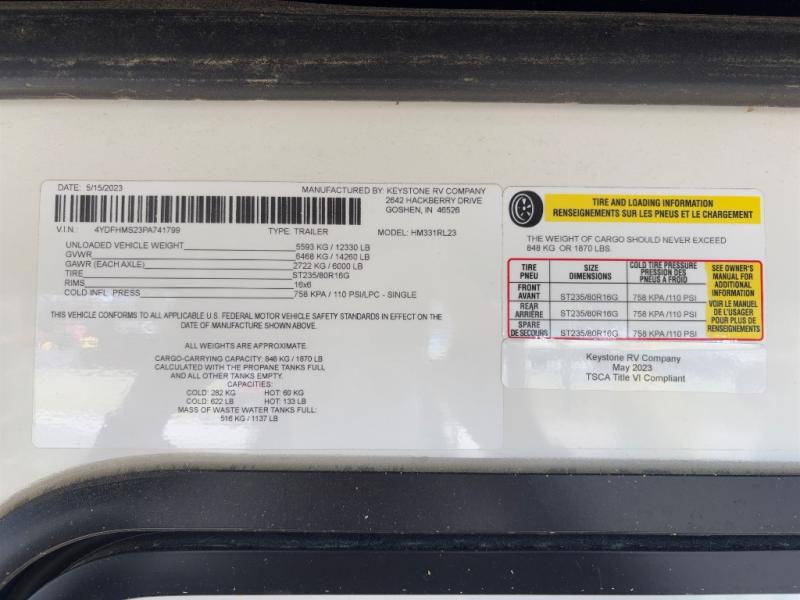 DATE: 5/15/2023 MANUFACTURED BY: KEYSTONE RV COMPANY
2642 HACKBERRY DRIVE
GOSHEN, IN 46526
V.I.N.: 4YDFHMS23PA741799 TYPE: TRAILER MODEL: HM331RL23
UNLOADED VEHICLE WEIGHT 5593 KG / 12330 LB
GVWR 6468 KG / 14260 LB
GAWR (EACH AXLE) 2722 KG / 6000 LB
TIRE ST235/80R16G
RIMS 16x6
COLD INFL. PRESS 758 KPA / 110 PSI/LPC - SINGLE
THIS VEHICLE CONFORMS TO ALL APPLICABLE U.S. FEDERAL MOTOR VEHICLE SAFETY STANDARDS IN EFFECT ON THE
DATE OF MANUFACTURE SHOWN ABOVE.
ALL WEIGHTS ARE APPROXIMATE.
CARGO-CARRYING CAPACITY: 848 KG / 1870 LB
CALCULATED WITH THE PROPANE TANKS FULL
AND ALL OTHER TANKS EMPTY.
CAPACITIES:
COLD: 282 KG HOT: 60 KG
COLD: 622 LB HOT: 133 LB
MASS OF WASTE WATER TANKS FULL:
516 KG / 1137 LB
TIRE AND LOADING INFORMATION
RENSEIGNEMENTS SUR LES PNEUS ET LE CHARGEMENT
THE WEIGHT OF CARGO SHOULD NEVER EXCEED
848 KG OR 1870 LBS.
TIRE
PNEU
SIZE
DIMENSIONS
COLD TIRE PRESSURE
PRESSION DES
PNEUS A FROID
FRONT
AVANT
ST235/80R16G 758 KPA /110 PSI
REAR
ARRIÈRE
ST235/80R16G 758 KPA /110 PSI
SPARE
DE SECOURS
ST235/80R16G 758 KPA /110 PSI
SEE OWNER'S
MANUAL FOR
ADDITIONAL
INFORMATION
VOIR LE MANUEL
DE L'USAGER
POUR PLUS DE
RENSEIGNEMENTS
Keystone RV Company
May 2023
TSCA Title VI Compliant